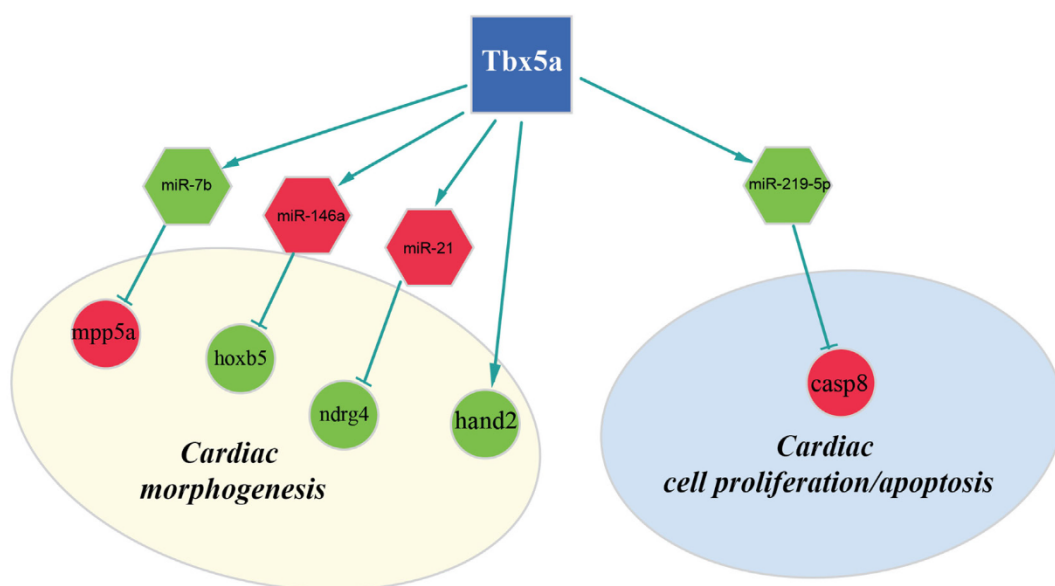 Tbx5a
miR-7b
miR-146a
miR-21
miR-219-5p
mpp5a
hoxb5
ndrg4
hand2
casp8
Cardiac
morphogenesis
Cardiac
cell proliferation/apoptosis